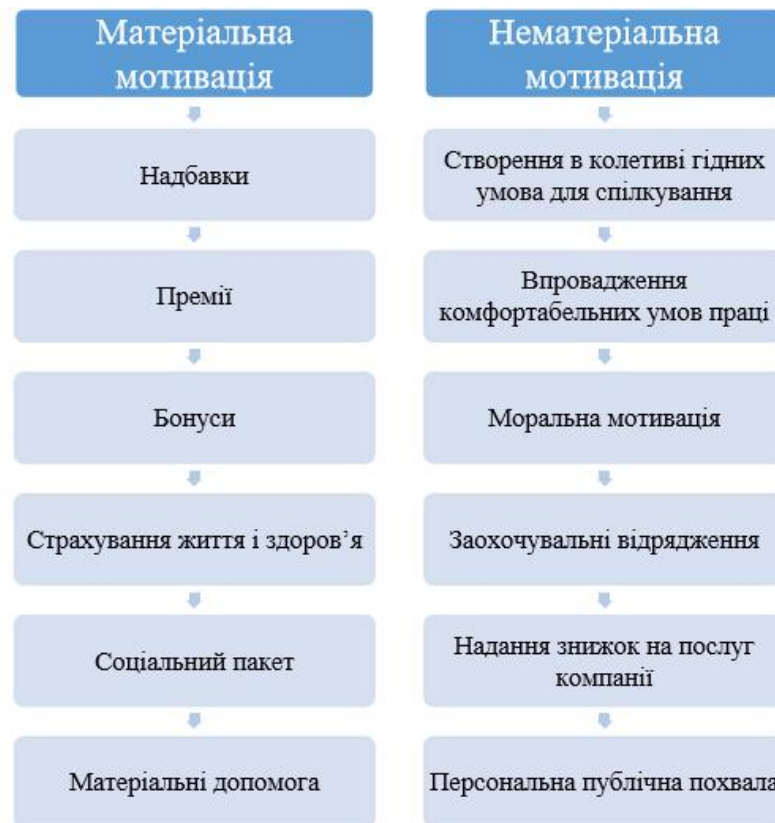 Матеріальна
мотивація
Надбавки
Премії
Бонуси
Страхування життя і здоров’я
Соціальний пакет
Матеріальні допомога
Нематеріальна
мотивація
Створення в колетиві гідних
умова для спілкування
Впровадження
комфортабельних умов праці
Моральна мотивація
Заохочувальні відрядження
Надання знижок на послуг
компанії
Персональна публічна похвала